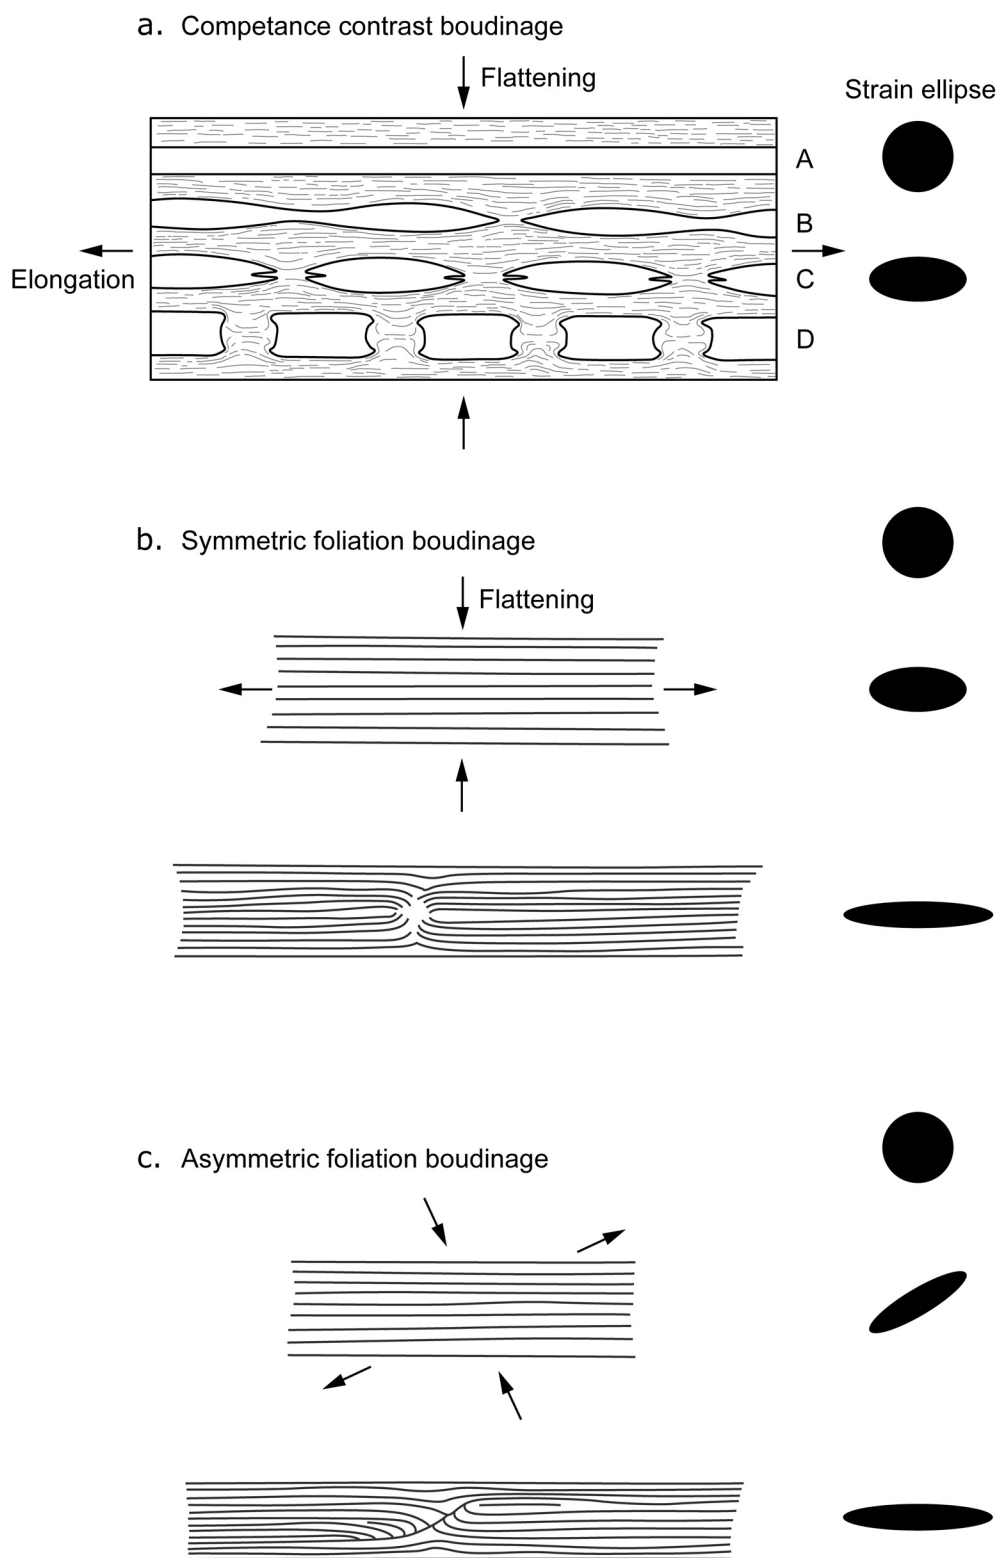 a. Competance contrast boudinage
Flattening
Strain ellipse
A
B
Elongation
C
D
b. Symmetric foliation boudinage
Flattening
c. Asymmetric foliation boudinage